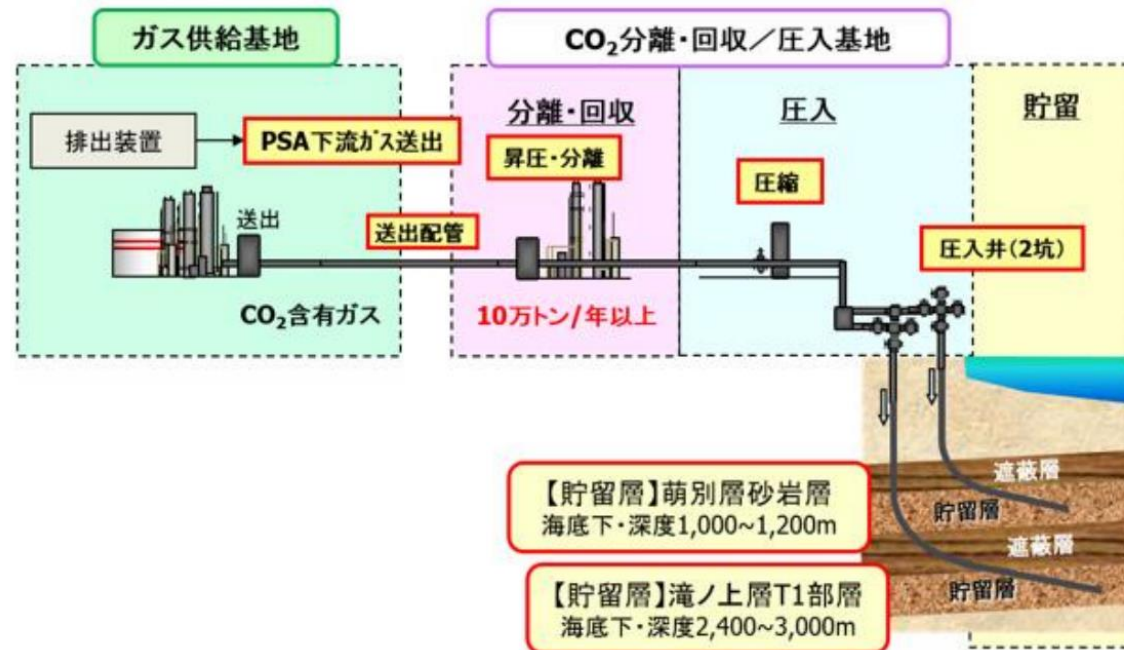 ガス供給基地
CO₂分離・回収／圧入基地
分離・回収
圧入
貯留
排出装置
PSA下流ガス送出
昇圧・分離
圧縮
送出
送出配管
圧入井(2坑)
CO₂含有ガス
10万トン/年以上
遮蔽層
【貯留層】萌別層砂岩層
海底下・深度1,000~1,200m
貯留層
遮蔽層
【貯留層】滝ノ上層T1部層
海底下・深度2,400~3,000m
貯留層